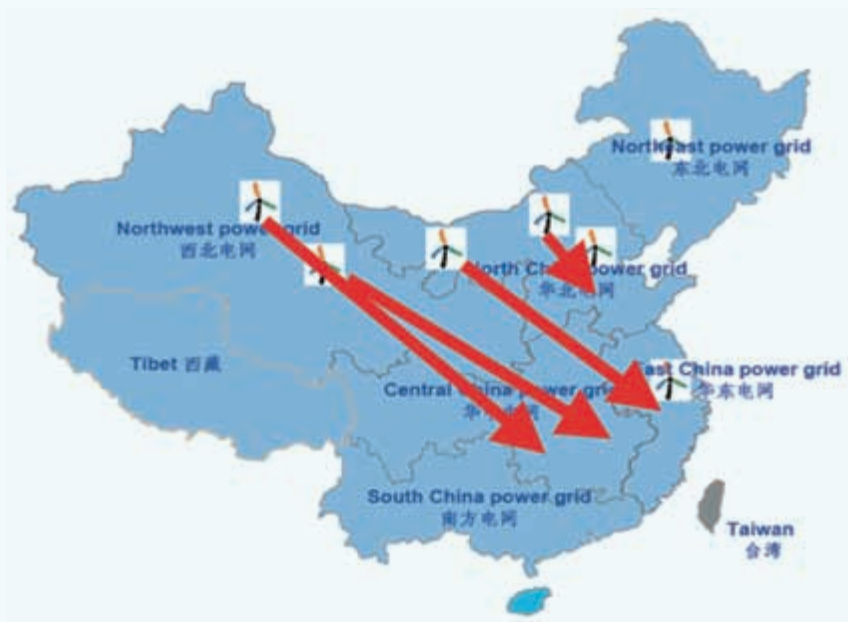 Northeast power grid
东北电网
Northwest power grid
西北电网
North China power grid
华北电网
Tibet 西藏
East China power grid
华东电网
Central China power grid
电网
South China power grid
南方电网
Taiwan
台湾